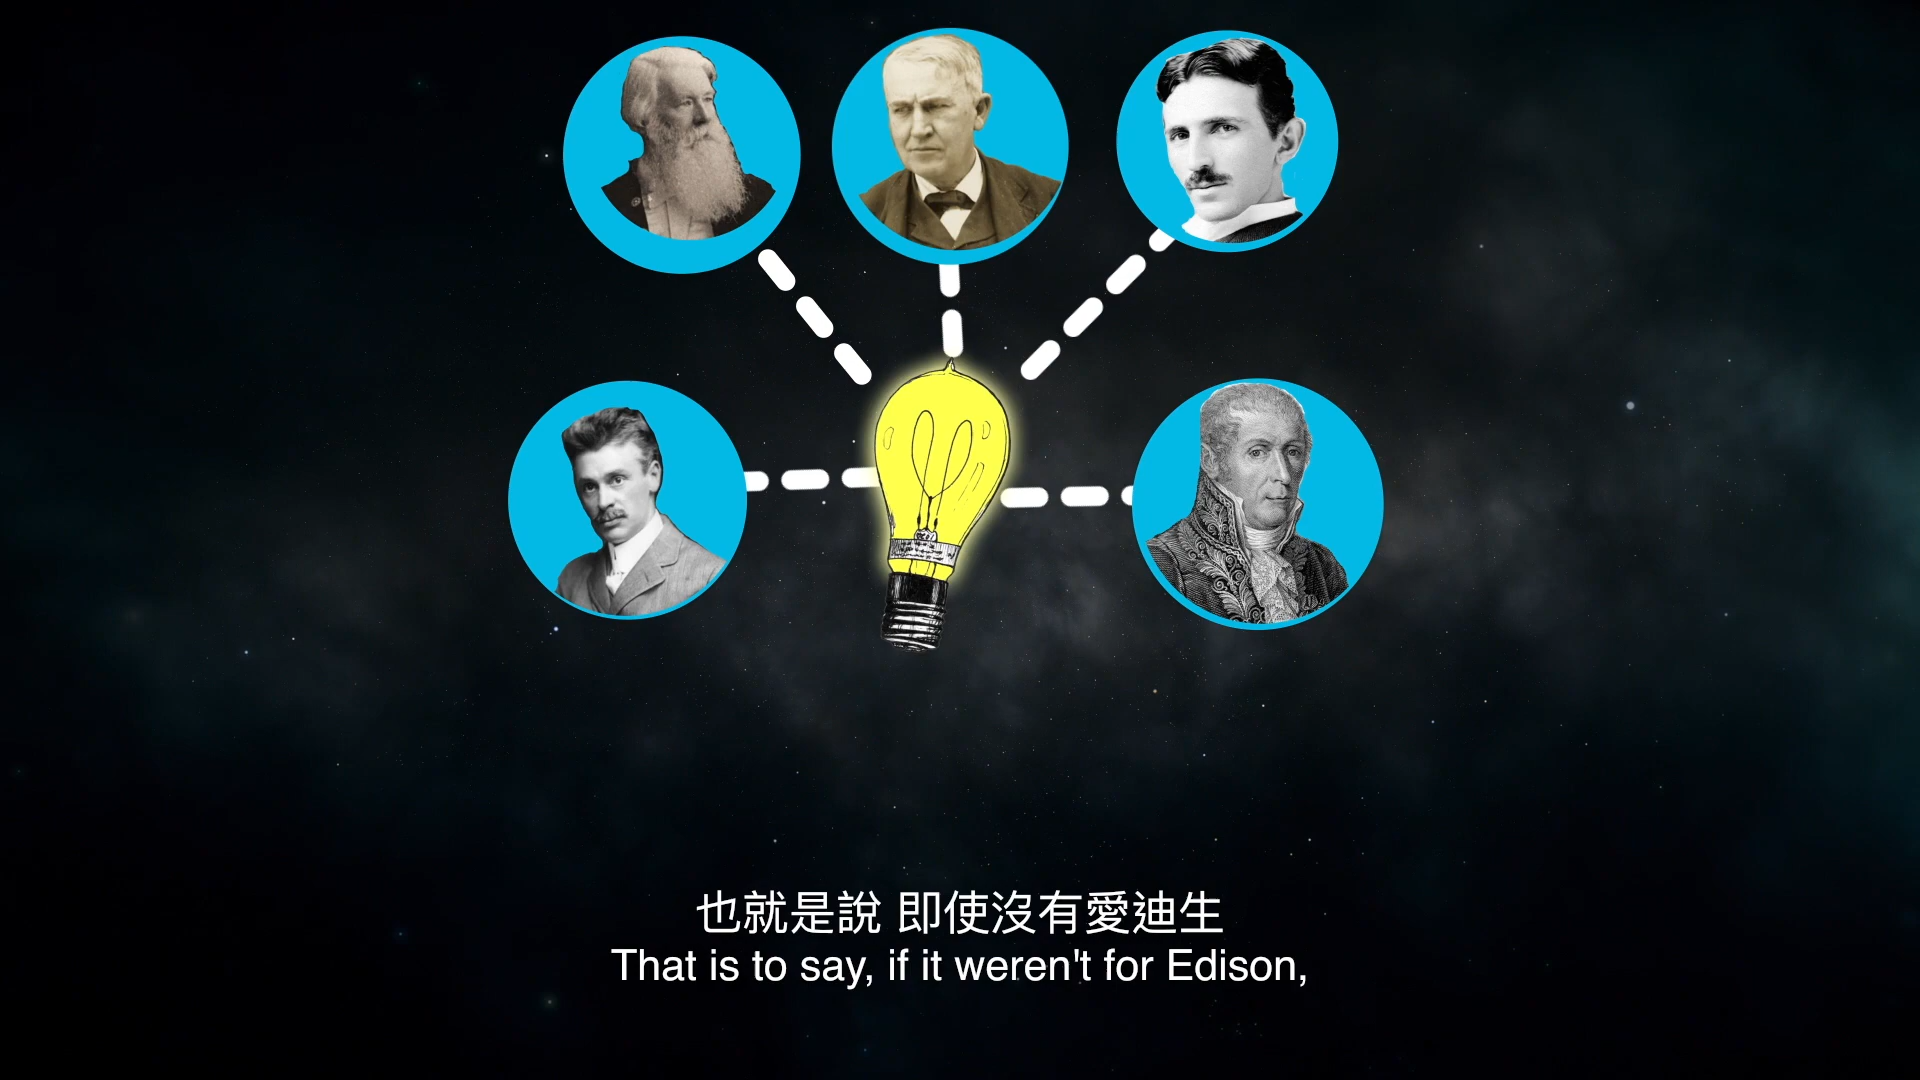 也就是說 即使沒有愛迪生
That is to say, if it weren't for Edison,